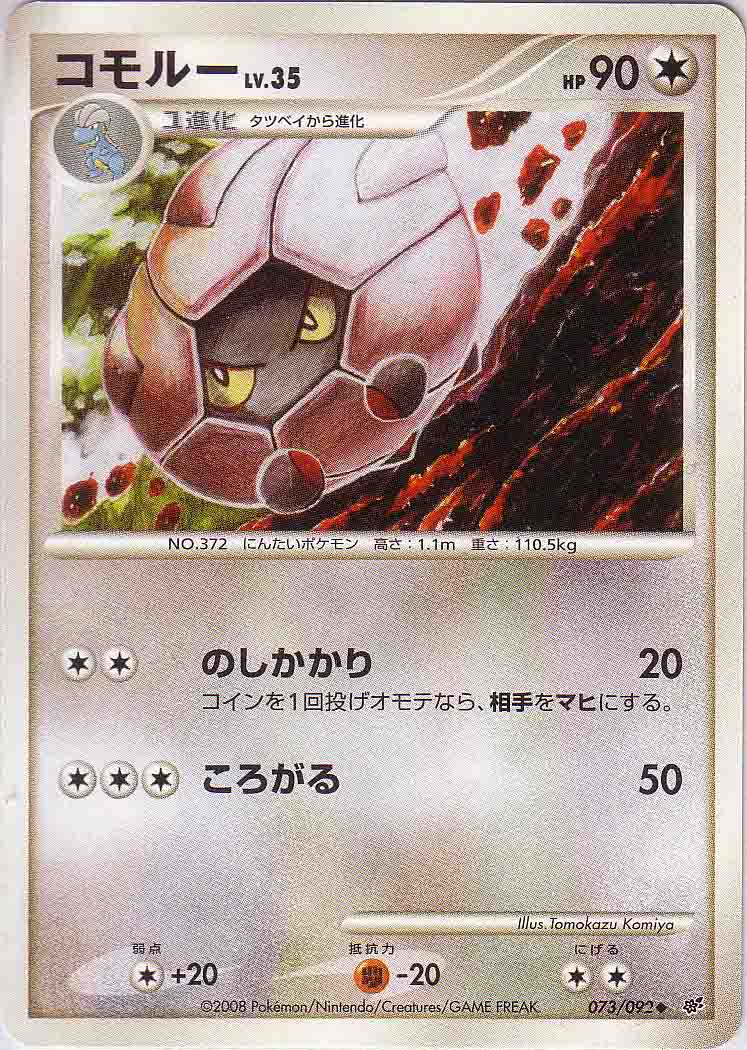 コモルー LV.35 HP 90
1進化 タツベイから進化
NO.372 にんたいポケモン 高さ：1.1m 重さ：110.5kg
のしかかり 20
コインを1回投げオモテなら、相手をマヒにする。
ころがる 50
Illus. Tomokazu Komiya
弱点 抵抗力 にげる
+20 -20
©2008 Pokémon/Nintendo/Creatures/GAME FREAK. 073/092